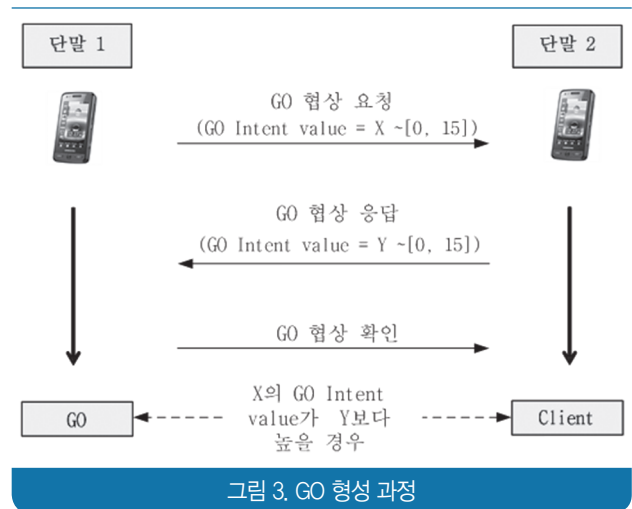 단말 1
단말 2
GO 협상 요청
(GO Intent value = X ~[0, 15])
GO 협상 응답
(GO Intent value = Y ~[0, 15])
GO 협상 확인
X의 GO Intent
value가 Y보다
높을 경우
GO
Client
그림 3. GO 형성 과정